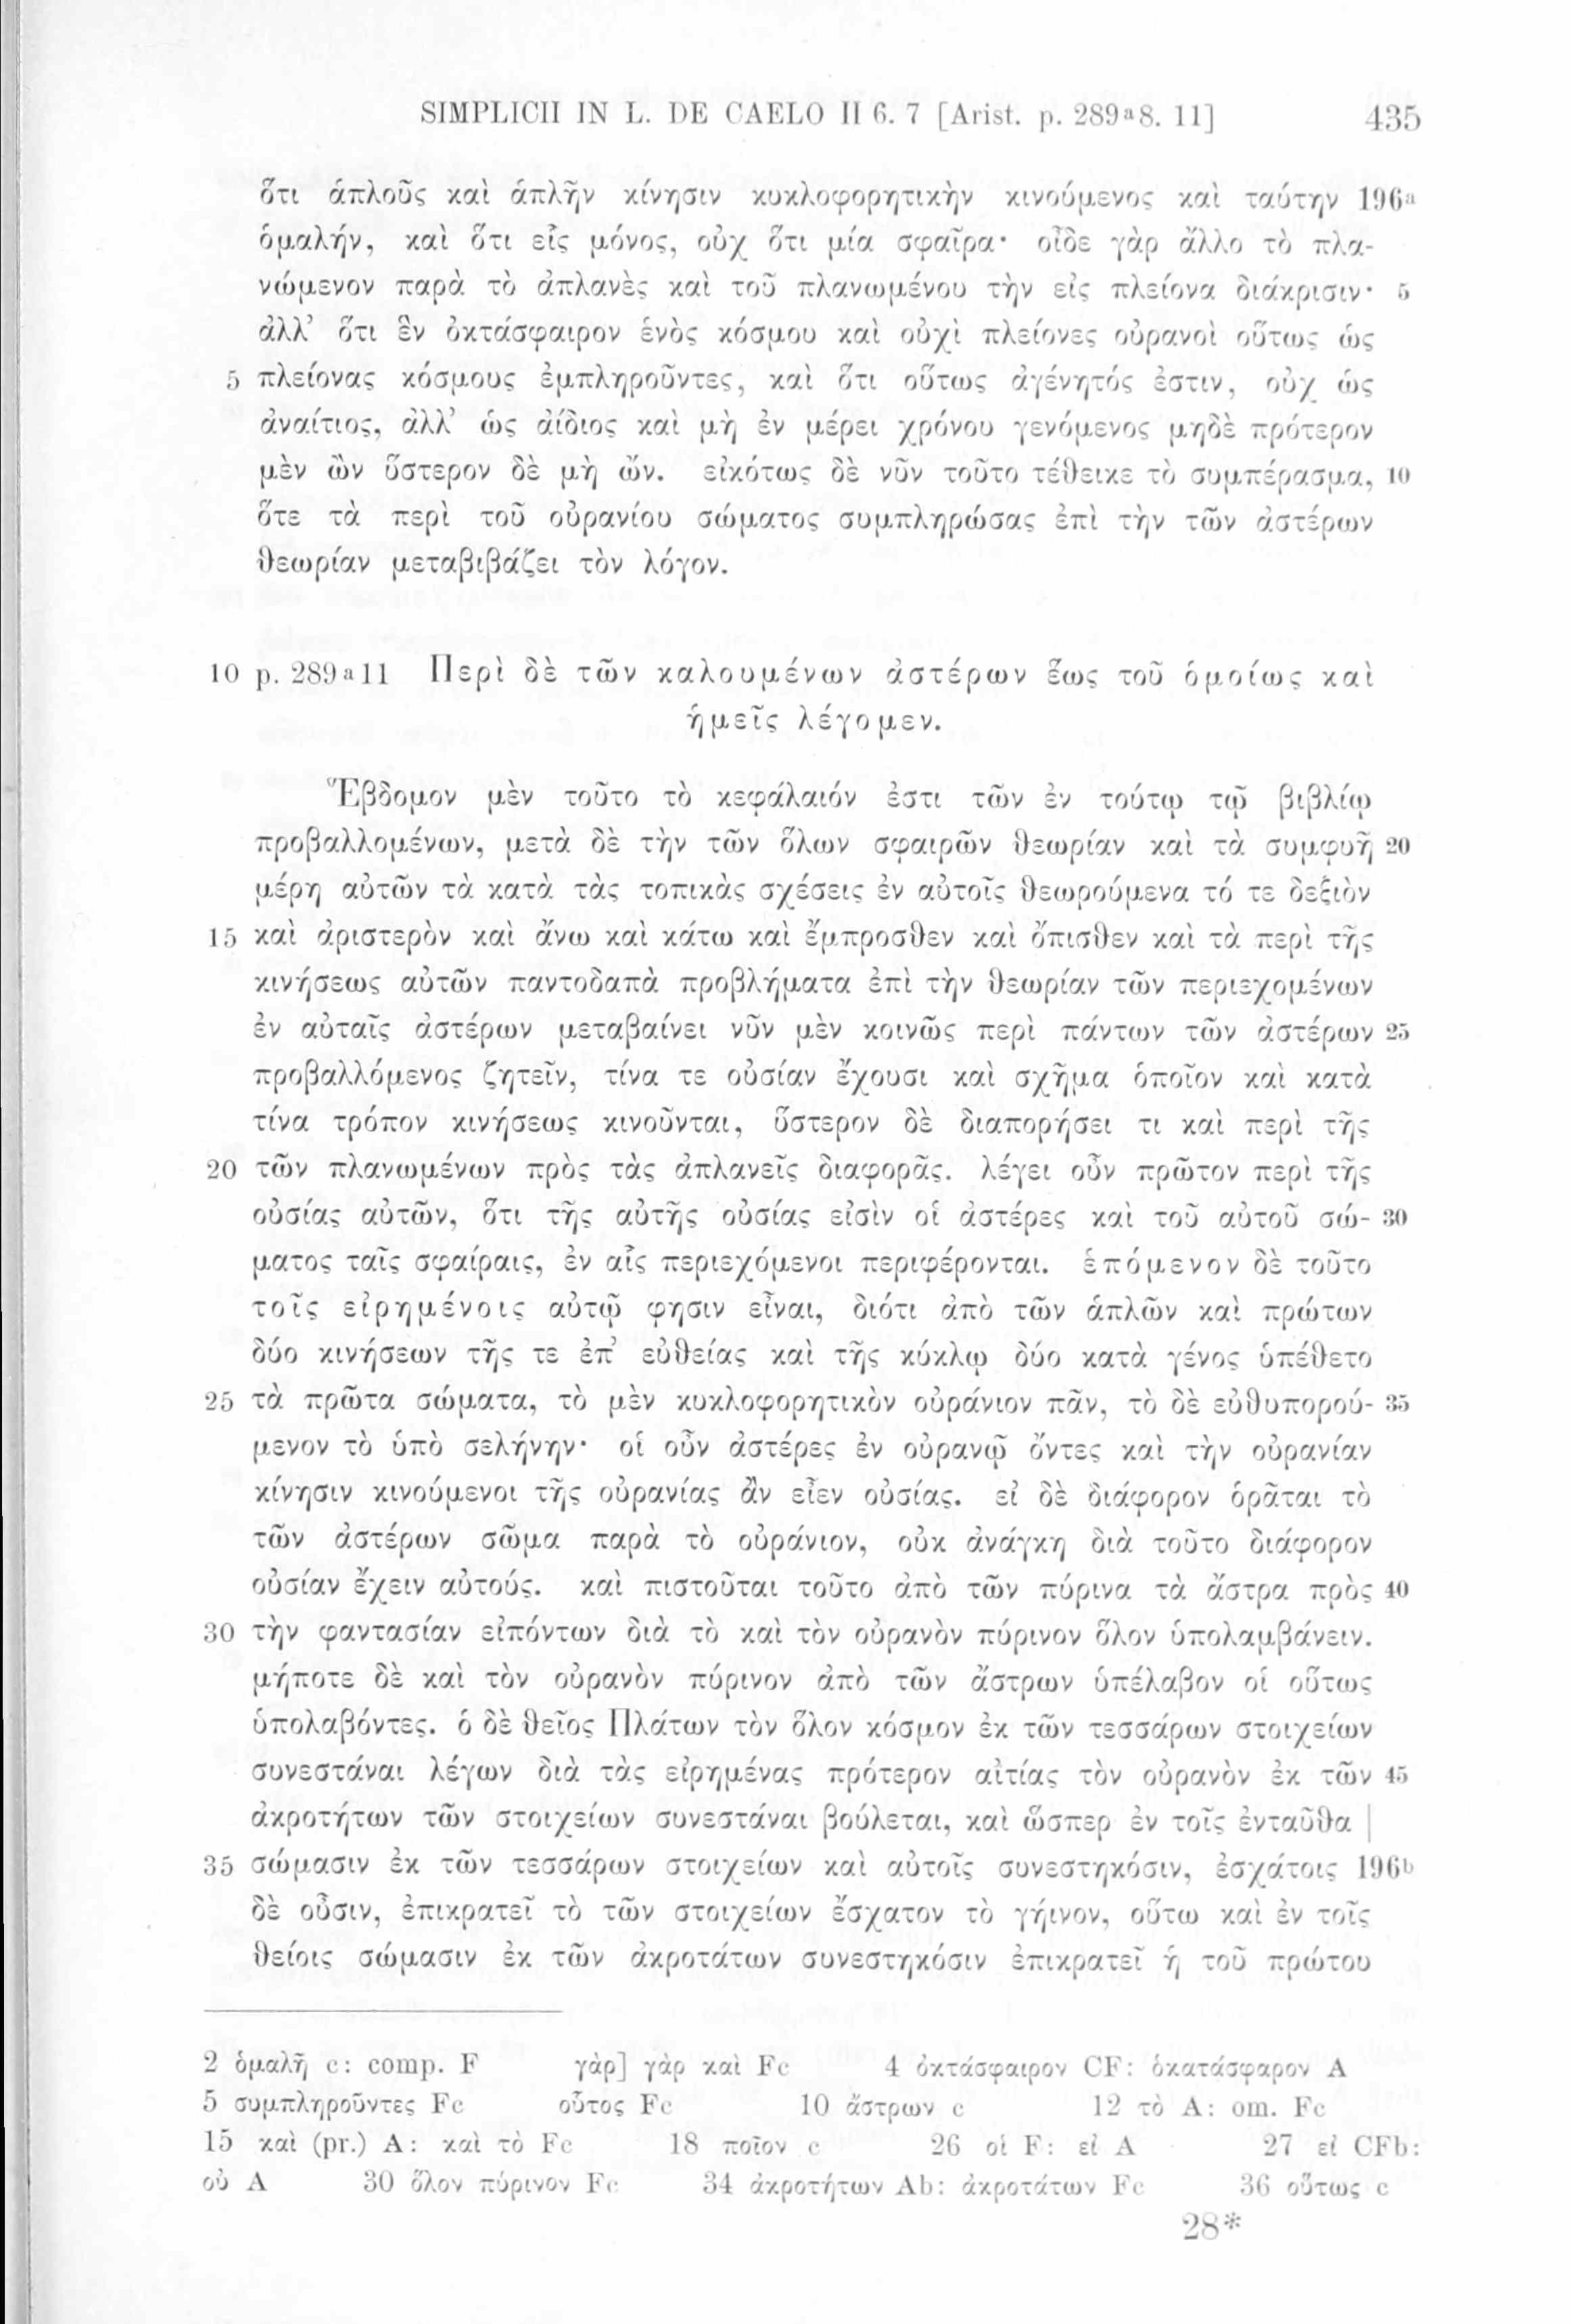 SIMPLICII IN L. DE CAELO II 6. 7 [Arist. p. 289ᵃ8. 11] 435
ὅτι ἁπλοῦς καὶ ἁπλῆν κίνησιν κυκλοφορητικὴν κινούμενος καὶ ταύτην 196ᵃ
ὁμαλήν, καὶ ὅτι εἷς μόνος, οὐχ ὅτι μία σφαῖρα· οἶδε γὰρ ἄλλο τὸ πλα-
νώμενον παρὰ τὸ ἀπλανὲς καὶ τοῦ πλανωμένου τὴν εἰς πλείονα διάκρισιν· 5
ἀλλ’ ὅτι ἓν ὀκτάσφαιρον ἑνὸς κόσμου καὶ οὐχὶ πλείονες οὐρανοὶ οὕτως ὡς
5 πλείονας κόσμους ἐμπληροῦντες, καὶ ὅτι οὕτως ἀγένητός ἐστιν, οὐχ ὡς
ἀναίτιος, ἀλλ’ ὡς ἀίδιος καὶ μὴ ἐν μέρει χρόνου γενόμενος μηδὲ πρότερον
μὲν ὢν ὕστερον δὲ μὴ ὤν. εἰκότως δὲ νῦν τοῦτο τέθεικε τὸ συμπέρασμα, 10
ὅτε τὰ περὶ τοῦ οὐρανίου σώματος συμπληρώσας ἐπὶ τὴν τῶν ἀστέρων
θεωρίαν μεταβιβάζει τὸν λόγον.
10 p. 289ᵃ11 Περὶ δὲ τῶν καλουμένων ἀστέρων ἕως τοῦ ὁμοίως καὶ
ἡμεῖς λέγομεν.
Ἕβδομον μὲν τοῦτο τὸ κεφάλαιόν ἐστι τῶν ἐν τούτῳ τῷ βιβλίῳ
προβαλλομένων, μετὰ δὲ τὴν τῶν ὅλων σφαιρῶν θεωρίαν καὶ τὰ συμφυῆ 20
μέρη αὐτῶν τὰ κατὰ τὰς τοπικὰς σχέσεις ἐν αὐτοῖς θεωρούμενα τό τε δεξιὸν
15 καὶ ἀριστερὸν καὶ ἄνω καὶ κάτω καὶ ἔμπροσθεν καὶ ὄπισθεν καὶ τὰ περὶ τῆς
κινήσεως αὐτῶν παντοδαπὰ προβλήματα ἐπὶ τὴν θεωρίαν τῶν περιεχομένων
ἐν αὐταῖς ἀστέρων μεταβαίνει νῦν μὲν κοινῶς περὶ πάντων τῶν ἀστέρων 25
προβαλλόμενος ζητεῖν, τίνα τε οὐσίαν ἔχουσι καὶ σχῆμα ὁποῖον καὶ κατὰ
τίνα τρόπον κινήσεως κινοῦνται, ὕστερον δὲ διαπορήσει τι καὶ περὶ τῆς
20 τῶν πλανωμένων πρὸς τὰς ἀπλανεῖς διαφορᾶς. λέγει οὖν πρῶτον περὶ τῆς
οὐσίας αὐτῶν, ὅτι τῆς αὐτῆς οὐσίας εἰσὶν οἱ ἀστέρες καὶ τοῦ αὐτοῦ σώ- 30
ματος ταῖς σφαίραις, ἐν αἷς περιεχόμενοι περιφέρονται. ἑπόμενον δὲ τοῦτο
τοῖς εἰρημένοις αὐτῷ φησιν εἶναι, διότι ἀπὸ τῶν ἁπλῶν καὶ πρώτων
δύο κινήσεων τῆς τε ἐπ’ εὐθείας καὶ τῆς κύκλῳ δύο κατὰ γένος ὑπέθετο
25 τὰ πρῶτα σώματα, τὸ μὲν κυκλοφορητικὸν οὐράνιον πᾶν, τὸ δὲ εὐθυπορού- 35
μενον τὸ ὑπὸ σελήνην· οἱ οὖν ἀστέρες ἐν οὐρανῷ ὄντες καὶ τὴν οὐρανίαν
κίνησιν κινούμενοι τῆς οὐρανίας ἂν εἶεν οὐσίας. εἰ δὲ διάφορον ὁρᾶται τὸ
τῶν ἀστέρων σῶμα παρὰ τὸ οὐράνιον, οὐκ ἀνάγκη διὰ τοῦτο διάφορον
οὐσίαν ἔχειν αὐτούς. καὶ πιστοῦται τοῦτο ἀπὸ τῶν πύρινα τὰ ἄστρα πρὸς 40
30 τὴν φαντασίαν εἰπόντων διὰ τὸ καὶ τὸν οὐρανὸν πύρινον ὅλον ὑπολαμβάνειν.
μήποτε δὲ καὶ τὸν οὐρανὸν πύρινον ἀπὸ τῶν ἄστρων ὑπέλαβον οἱ οὕτως
ὑπολαβόντες. ὁ δὲ θεῖος Πλάτων τὸν ὅλον κόσμον ἐκ τῶν τεσσάρων στοιχείων
συνεστάναι λέγων διὰ τὰς εἰρημένας πρότερον αἰτίας τὸν οὐρανὸν ἐκ τῶν 45
ἀκροτήτων τῶν στοιχείων συνεστάναι βούλεται, καὶ ὥσπερ ἐν τοῖς ἐνταῦθα |
35 σώμασιν ἐκ τῶν τεσσάρων στοιχείων καὶ αὐτοῖς συνεστηκόσιν, ἐσχάτοις 196ᵇ
δὲ οὖσιν, ἐπικρατεῖ τὸ τῶν στοιχείων ἔσχατον τὸ γήινον, οὕτω καὶ ἐν τοῖς
θείοις σώμασιν ἐκ τῶν ἀκροτάτων συνεστηκόσιν ἐπικρατεῖ ἡ τοῦ πρώτου
2 ὁμαλῆ c: comp. F γὰρ] γὰρ καὶ Fc 4 ὀκτάσφαιρον CF: ὁκατάσφαρον A
5 συμπληροῦντες Fc οὗτος Fc 10 ἄστρων c 12 τὸ A: om. Fc
15 καὶ (pr.) A: καὶ τὸ Fc 18 ποῖον c 26 οἱ F: εἰ A 27 εἰ CFb:
οὐ A 30 ὅλον πύρινον Fc 34 ἀκροτήτων Ab: ἀκροτάτων Fc 36 οὕτως c
28*